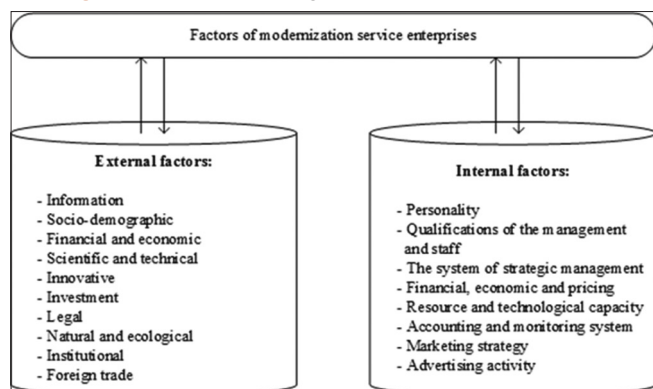 Factors of modernization service enterprises
External factors:
- Information
- Socio-demographic
- Financial and economic
- Scientific and technical
- Innovative
- Investment
- Legal
- Natural and ecological
- Institutional
- Foreign trade
Internal factors:
- Personality
- Qualifications of the management
and staff
- The system of strategic management
- Financial, economic and pricing
- Resource and technological capacity
- Accounting and monitoring system
- Marketing strategy
- Advertising activity